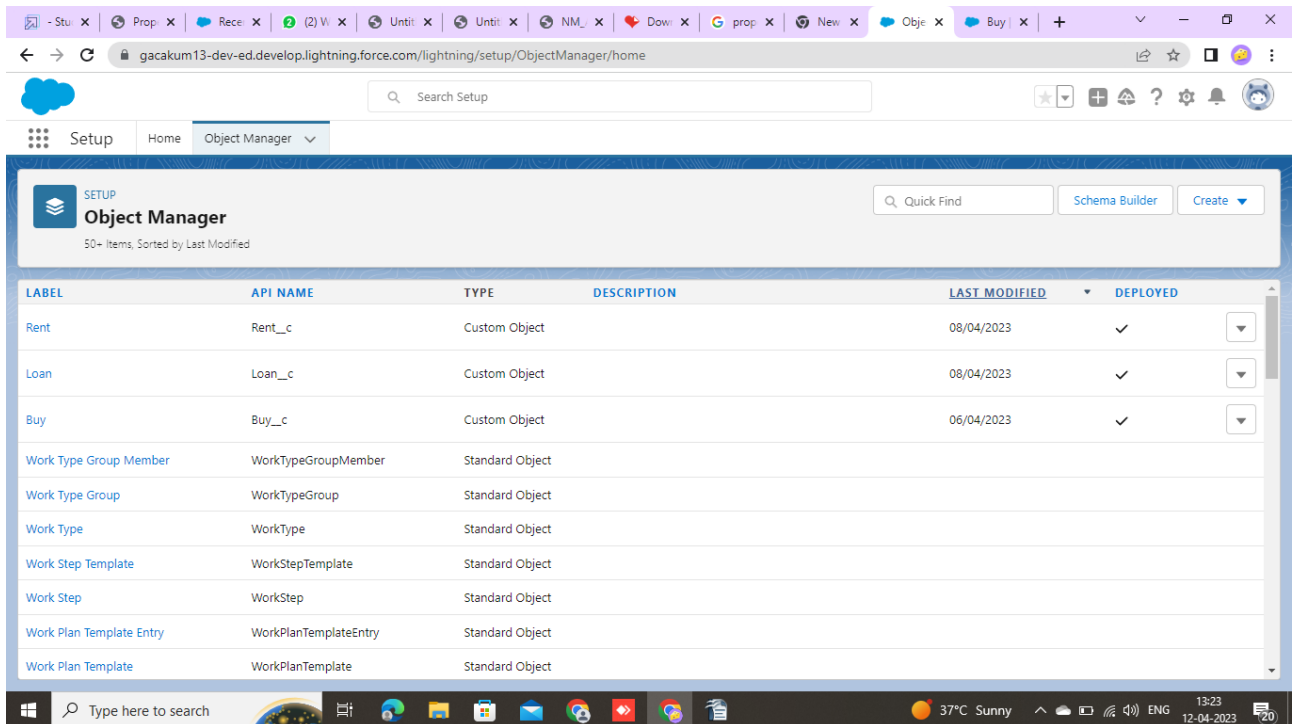 - Stu Prop Rece (2) W Untit Untit NM_ Dow prop New Obje Buy |
gacakum13-dev-ed.develop.lightning.force.com/lightning/setup/ObjectManager/home
Search Setup
Setup Home Object Manager
SETUP
Object Manager
50+ Items, Sorted by Last Modified
Quick Find Schema Builder Create
LABEL API NAME TYPE DESCRIPTION LAST MODIFIED DEPLOYED
Rent Rent__c Custom Object 08/04/2023
Loan Loan__c Custom Object 08/04/2023
Buy Buy__c Custom Object 06/04/2023
Work Type Group Member WorkTypeGroupMember Standard Object
Work Type Group WorkTypeGroup Standard Object
Work Type WorkType Standard Object
Work Step Template WorkStepTemplate Standard Object
Work Step WorkStep Standard Object
Work Plan Template Entry WorkPlanTemplateEntry Standard Object
Work Plan Template WorkPlanTemplate Standard Object
Type here to search 37°C Sunny ENG 13:23
12-04-2023 20